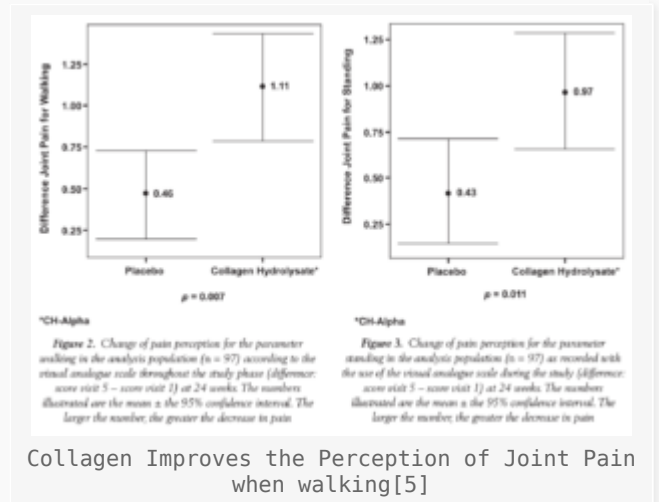 Difference Joint Pain for Walking
1.25
1.00
0.75
0.50
0.25
1.11
0.46
Placebo
Collagen Hydrolysate*
p = 0.007
*CH-Alpha
Figure 2. Change of pain perception for the parameter
walking in the analysis population (n = 97) according to the
visual analogue scale throughout the study phase (difference:
score visit 5 – score visit 1) at 24 weeks. The numbers
illustrated are the mean ± the 95% confidence interval. The
larger the number, the greater the decrease in pain
Difference Joint Pain for Standing
1.25
1.00
0.75
0.50
0.25
0.97
0.43
Placebo
Collagen Hydrolysate*
p = 0.011
*CH-Alpha
Figure 3. Change of pain perception for the parameter
standing in the analysis population (n = 97) as recorded with
the use of the visual analogue scale during the study (difference:
score visit 5 – score visit 1) at 24 weeks. The numbers
illustrated are the mean ± the 95% confidence interval. The
larger the number, the greater the decrease in pain
Collagen Improves the Perception of Joint Pain
when walking[5]